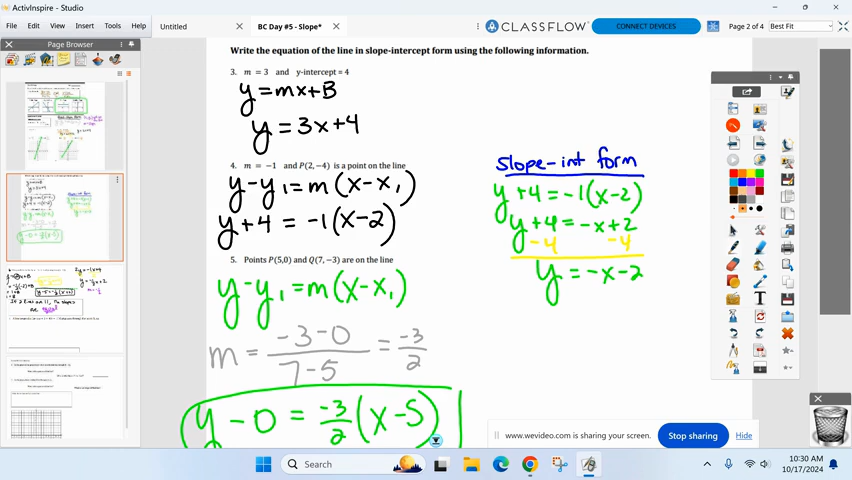 ActivInspire - Studio
File Edit View Insert Tools Help
Untitled
BC Day #5 - Slope*
CLASSFLOW
CONNECT DEVICES
Page 2 of 4
Best Fit
Page Browser
Write the equation of the line in slope-intercept form using the following information.
3. m = 3 and y-intercept = 4
y = mx+B
y = 3x+4
4. m = −1 and P(2, −4) is a point on the line
y-y₁ = m(x-x₁)
y+4 = -1(x-2)
slope-int form
y+4 = -1(x-2)
y+4 = -x+2
-4 -4
y = -x-2
5. Points P(5,0) and Q(7, −3) are on the line
y-y₁ = m(x-x₁)
m = -3-0/7-5 = -3/2
y-0 = -3/2 (x-5)
www.wevideo.com is sharing your screen.
Stop sharing
Hide
Search
10:30 AM
10/17/2024